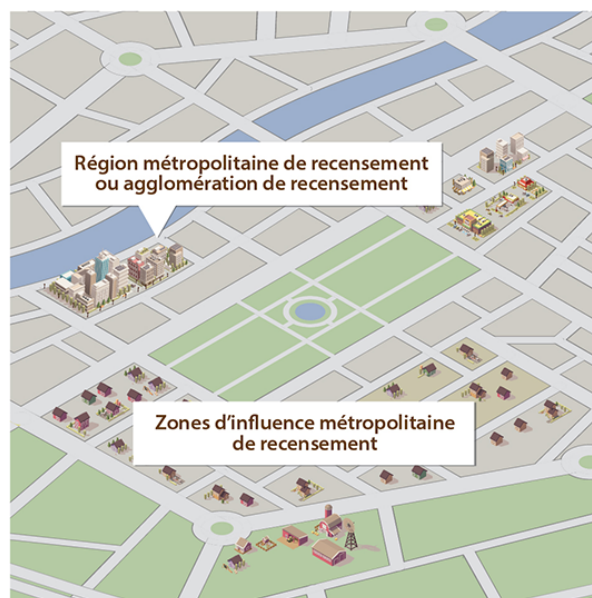 Région métropolitaine de recensement
ou agglomération de recensement
Zones d’influence métropolitaine
de recensement